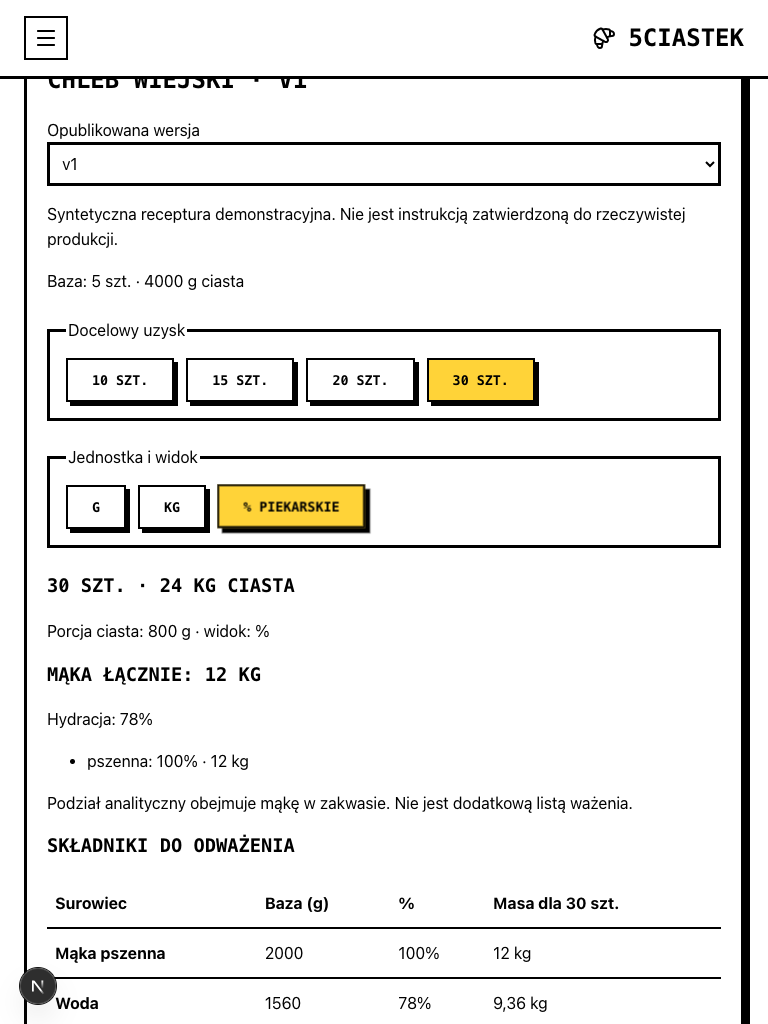 5CIASTEK
CHLEB WIEJSKI · V1
Opublikowana wersja
v1
Syntetyczna receptura demonstracyjna. Nie jest instrukcją zatwierdzoną do rzeczywistej
produkcji.
Baza: 5 szt. · 4000 g ciasta
Docelowy uzysk
10 SZT. 15 SZT. 20 SZT. 30 SZT.
Jednostka i widok
G KG % PIEKARSKIE
30 SZT. · 24 KG CIASTA
Porcja ciasta: 800 g · widok: %
MĄKA ŁĄCZNIE: 12 KG
Hydracja: 78%
• pszenna: 100% · 12 kg
Podział analityczny obejmuje mąkę w zakwasie. Nie jest dodatkową listą ważenia.
SKŁADNIKI DO ODWAŻENIA
Surowiec Baza (g) % Masa dla 30 szt.
Mąka pszenna 2000 100% 12 kg
N
Woda 1560 78% 9,36 kg